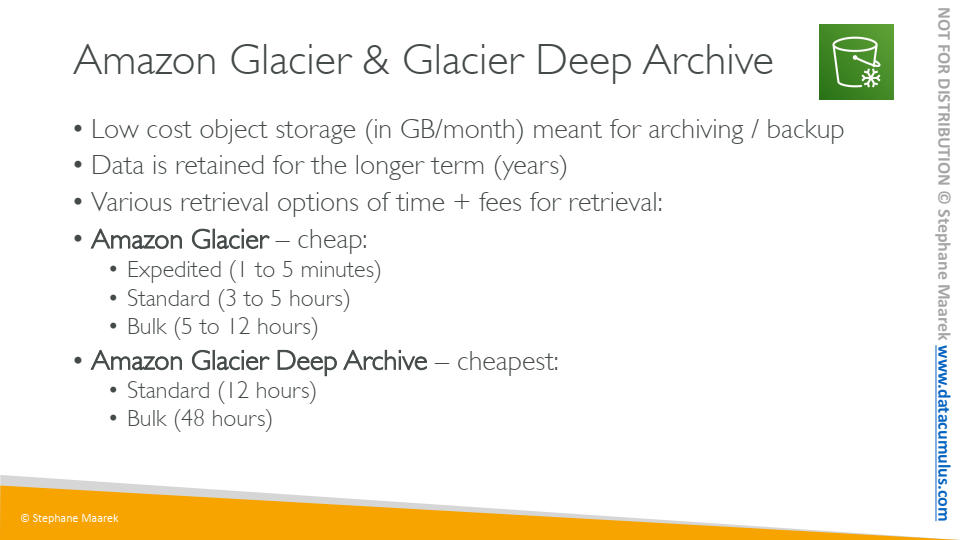 Amazon Glacier & Glacier Deep Archive
• Low cost object storage (in GB/month) meant for archiving / backup
• Data is retained for the longer term (years)
• Various retrieval options of time + fees for retrieval:
• Amazon Glacier – cheap:
• Expedited (1 to 5 minutes)
• Standard (3 to 5 hours)
• Bulk (5 to 12 hours)
• Amazon Glacier Deep Archive – cheapest:
• Standard (12 hours)
• Bulk (48 hours)
© Stephane Maarek
NOT FOR DISTRIBUTION © Stephane Maarek www.datacumulus.com